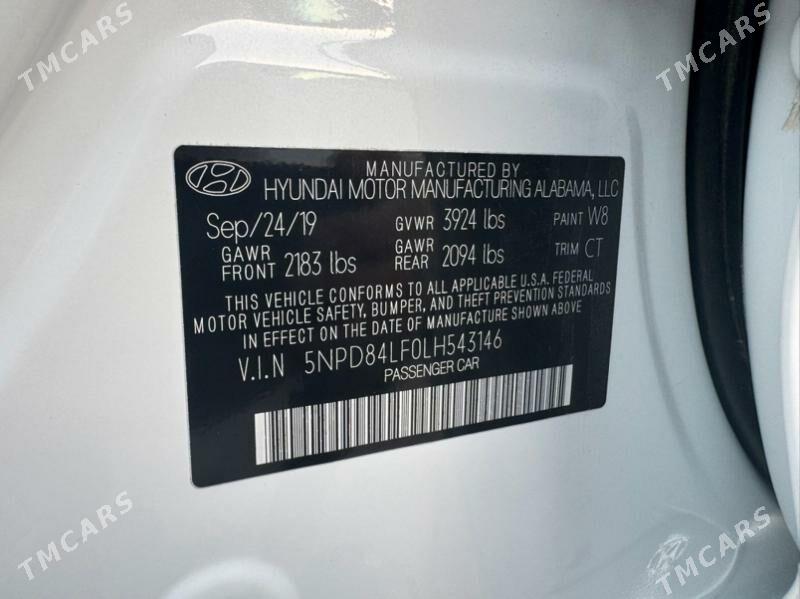 TMCARS
TMCARS
MANUFACTURED BY
HYUNDAI MOTOR MANUFACTURING ALABAMA, LLC
Sep/24/19 GVWR 3924 lbs PAINT W8
GAWR FRONT 2183 lbs GAWR REAR 2094 lbs TRIM CT
THIS VEHICLE CONFORMS TO ALL APPLICABLE U.S.A. FEDERAL
MOTOR VEHICLE SAFETY, BUMPER, AND THEFT PREVENTION STANDARDS
IN EFFECT ON THE DATE OF MANUFACTURE SHOWN ABOVE
V.I.N 5NPD84LF0LH543146
PASSENGER CAR
TMCARS
TMCARS